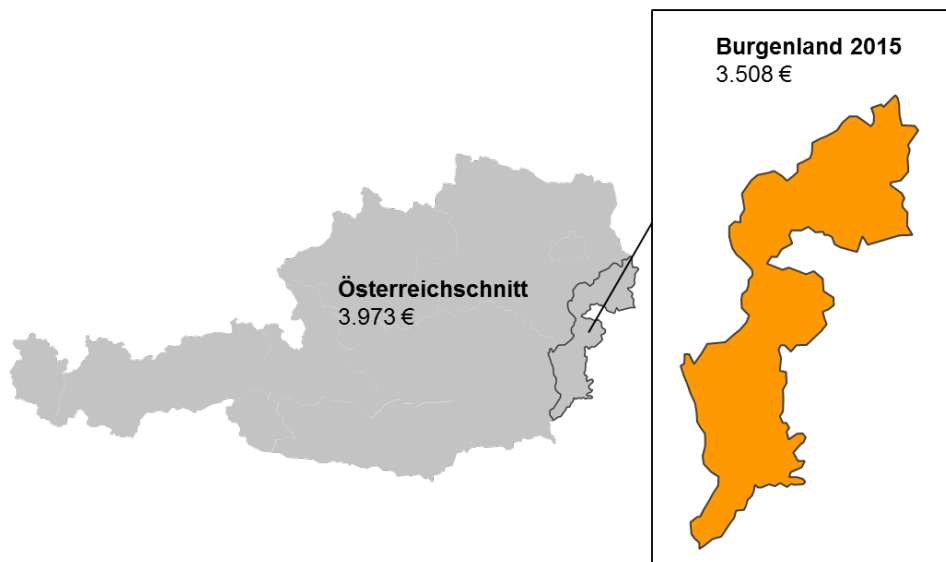 Burgenland 2015
3.508 €
Österreichschnitt
3.973 €